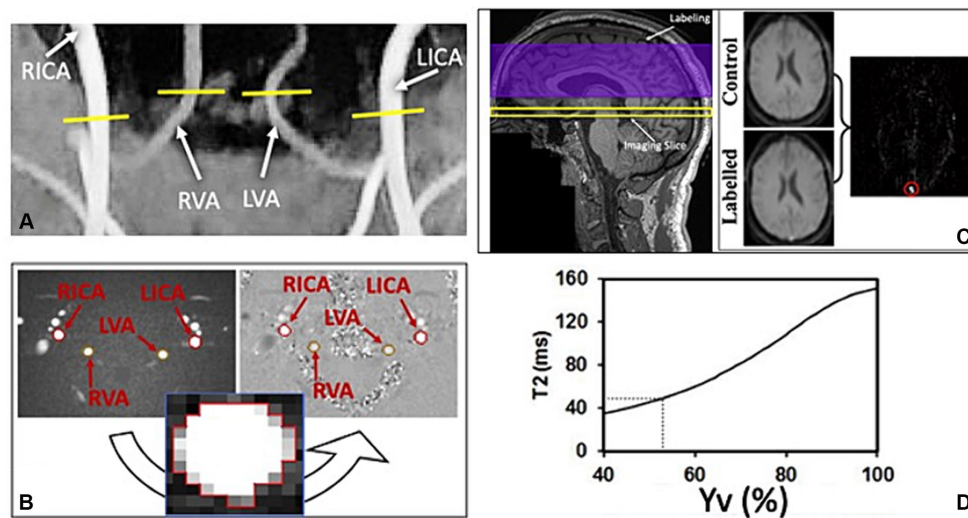 RICA
LICA
RVA
LVA
A
RICA
LICA
LVA
RVA
RICA
LICA
LVA
RVA
B
Labeling
Imaging Slice
Control
Labelled
C
T2 (ms)
160
120
80
40
0
40
60
80
100
Yv (%)
D